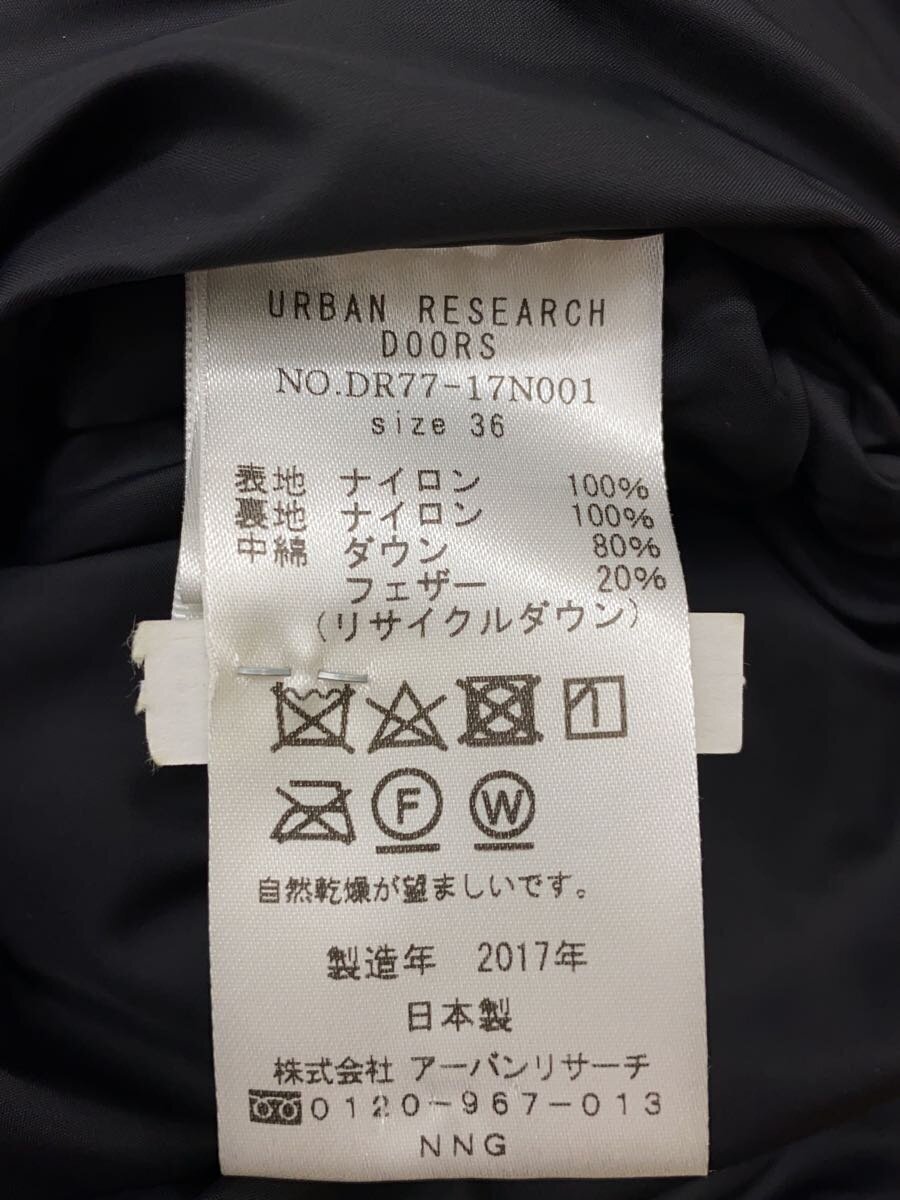 URBAN RESEARCH
DOORS
NO.DR77-17N001
size 36
表地 ナイロン 100%
裏地 ナイロン 100%
中綿 ダウン 80%
フェザー 20%
(リサイクルダウン)
F W
自然乾燥が望ましいです。
製造年 2017年
日本製
株式会社 アーバンリサーチ
0120-967-013
NNG